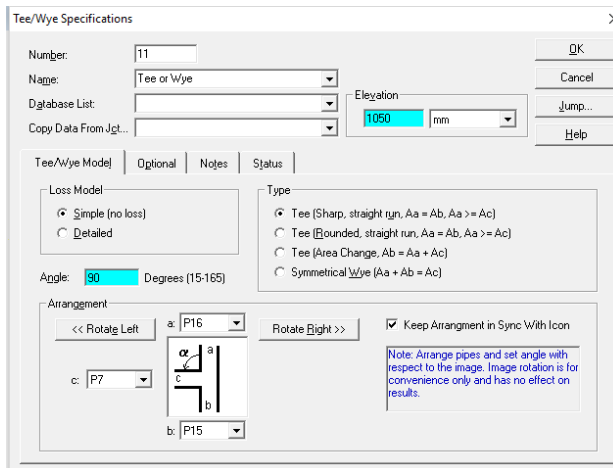 Tee/Wye Specifications
Number: 11
OK
Name: Tee or Wye
Cancel
Database List:
Elevation
1050 mm
Jump...
Copy Data From Jct...
Help
Tee/Wye Model Optional Notes Status
Loss Model
Simple (no loss)
Detailed
Type
Tee (Sharp, straight run, Aa = Ab, Aa >= Ac)
Tee (Rounded, straight run, Aa = Ab, Aa >= Ac)
Tee (Area Change, Ab = Aa + Ac)
Symmetrical Wye (Aa + Ab = Ac)
Angle: 90 Degrees (15-165)
Arrangement
<< Rotate Left
a: P16
Rotate Right >>
Keep Arrangment in Sync With Icon
c: P7
α
a
c
b
b: P15
Note: Arrange pipes and set angle with
respect to the image. Image rotation is for
convenience only and has no effect on
results.